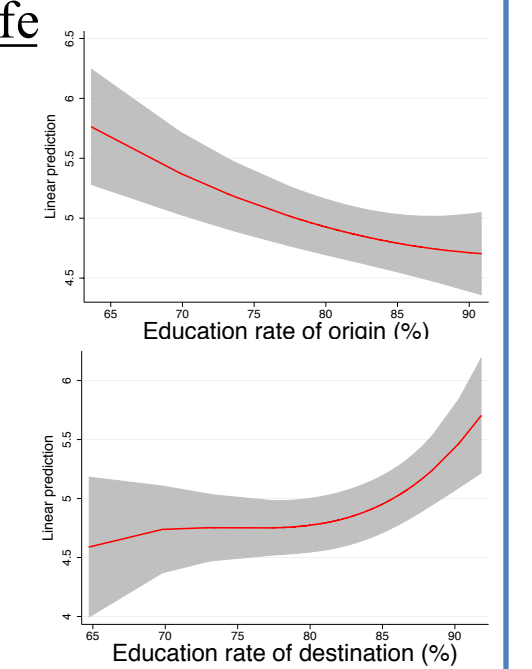 fe
6.5
6
5.5
5
4.5
Linear prediction
65 70 75 80 85 90
Education rate of origin (%)
6
5.5
5
4.5
4
Linear prediction
65 70 75 80 85 90
Education rate of destination (%)